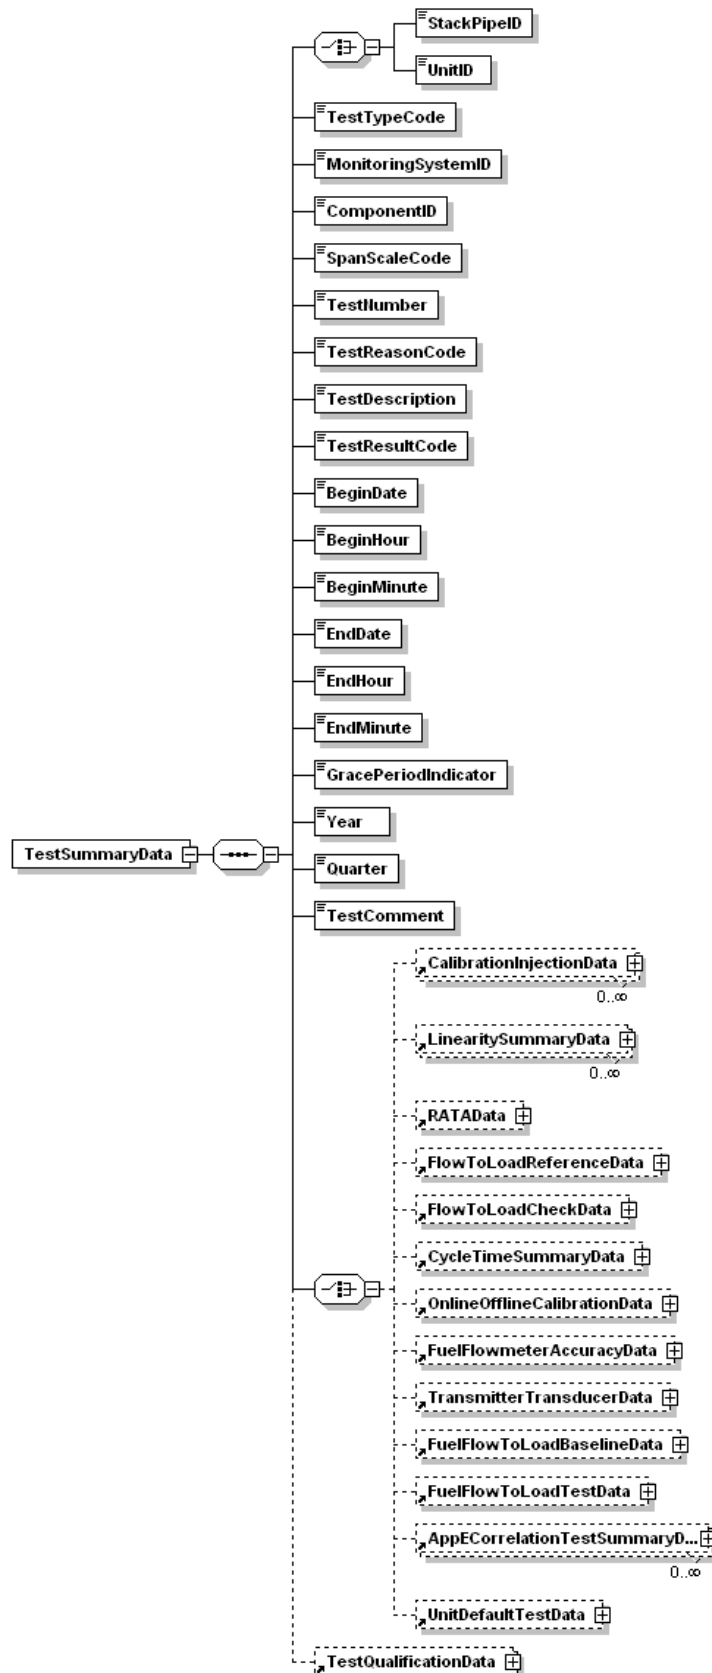 StackPipeID
UnitID
TestTypeCode
MonitoringSystemID
ComponentID
SpanScaleCode
TestNumber
TestReasonCode
TestDescription
TestResultCode
BeginDate
BeginHour
BeginMinute
EndDate
EndHour
EndMinute
GracePeriodIndicator
Year
TestSummaryData
Quarter
TestComment
CalibrationInjectionData
0..∞
LinearitySummaryData
0..∞
RATAData
FlowToLoadReferenceData
FlowToLoadCheckData
CycleTimeSummaryData
OnlineOfflineCalibrationData
FuelFlowmeterAccuracyData
TransmitterTransducerData
FuelFlowToLoadBaselineData
FuelFlowToLoadTestData
AppECorrelationTestSummaryD...
0..∞
UnitDefaultTestData
TestQualificationData